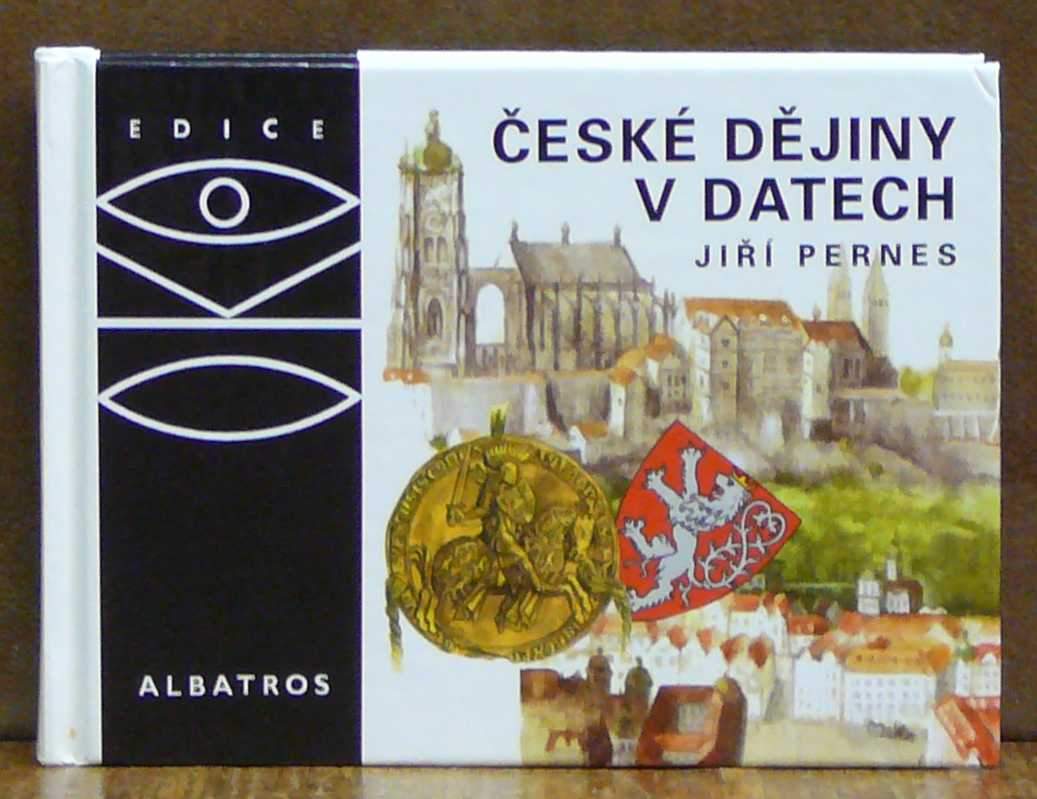 EDICE
ALBATROS
ČESKÉ DĚJINY
V DATECH
JIŘÍ PERNES